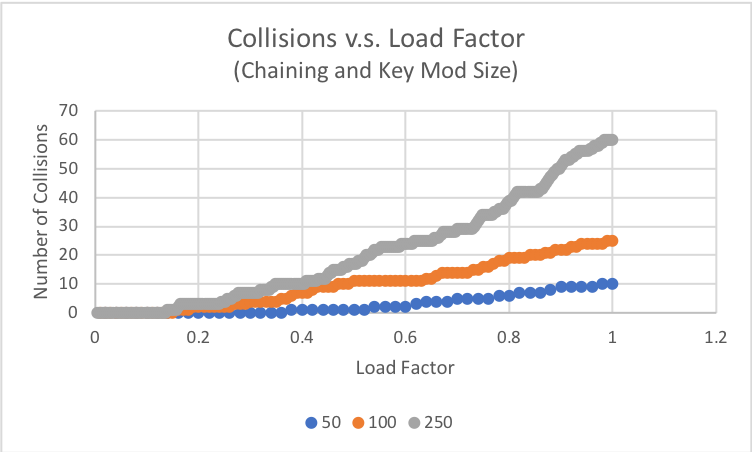 Collisions v.s. Load Factor
(Chaining and Key Mod Size)
70
60
50
40
30
20
10
0
Number of Collisions
0 0.2 0.4 0.6 0.8 1 1.2
Load Factor
50 100 250